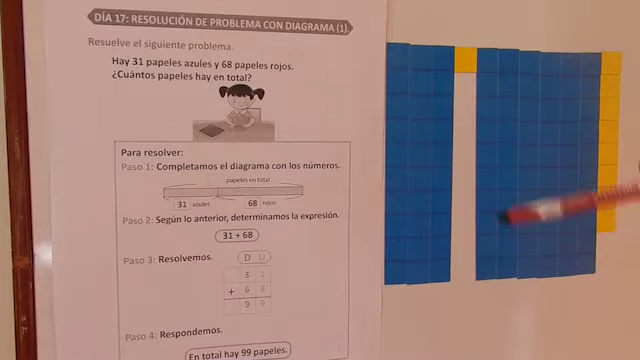 DÍA 17: RESOLUCIÓN DE PROBLEMA CON DIAGRAMA (1).
Resuelve el siguiente problema.
Hay 31 papeles azules y 68 papeles rojos.
¿Cuántos papeles hay en total?
Para resolver:
Paso 1: Completamos el diagrama con los números.
papeles en total
31 azules 68 rojos
Paso 2: Según lo anterior, determinamos la expresión.
31 + 68
Paso 3: Resolvemos.
D U
3 1
+ 6 8
9 9
Paso 4: Respondemos.
En total hay 99 papeles.